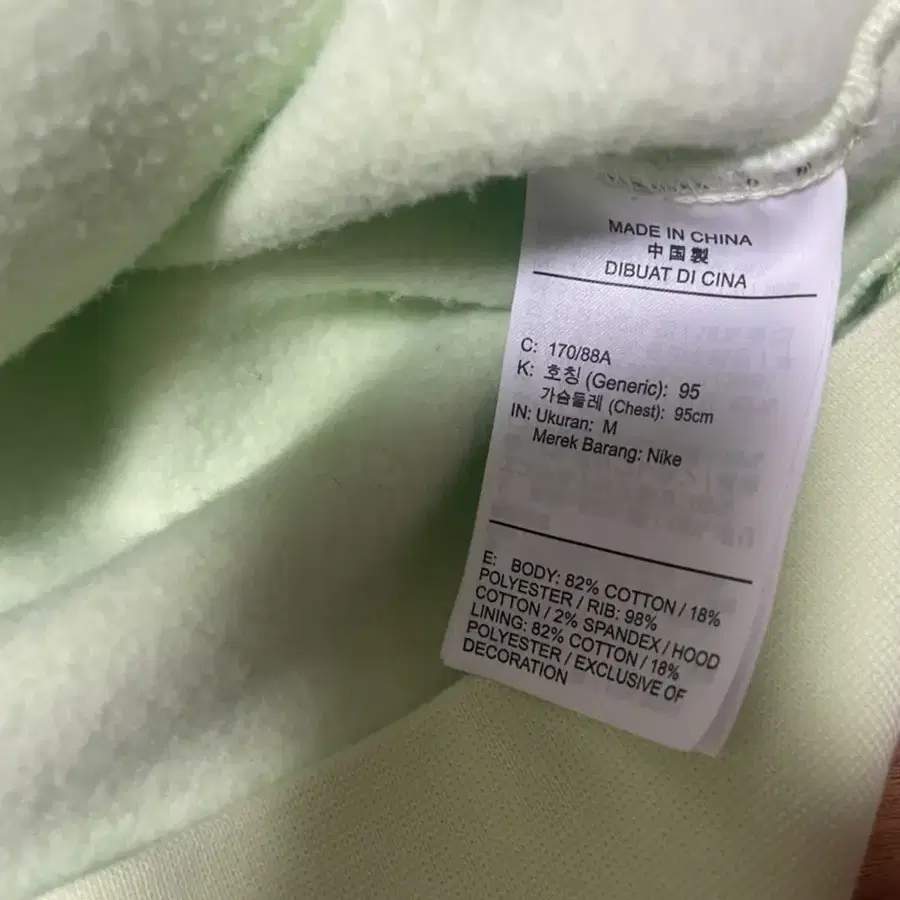 MADE IN CHINA
中国製
DIBUAT DI CINA
C: 170/88A
K: 호칭 (Generic): 95
가슴둘레 (Chest): 95cm
IN: Ukuran: M
Merek Barang: Nike
E: BODY: 82% COTTON / 18%
POLYESTER / RIB: 98%
COTTON / 2% SPANDEX / HOOD
LINING: 82% COTTON / 18%
POLYESTER / EXCLUSIVE OF
DECORATION